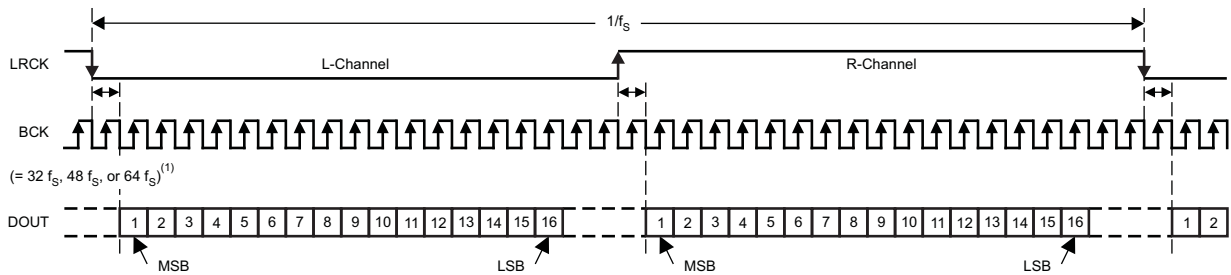 1/fS
LRCK
L-Channel
R-Channel
BCK
(= 32 fS, 48 fS, or 64 fS)(1)
DOUT
1 2 3 4 5 6 7 8 9 10 11 12 13 14 15 16
1 2 3 4 5 6 7 8 9 10 11 12 13 14 15 16
1 2
MSB
LSB
MSB
LSB